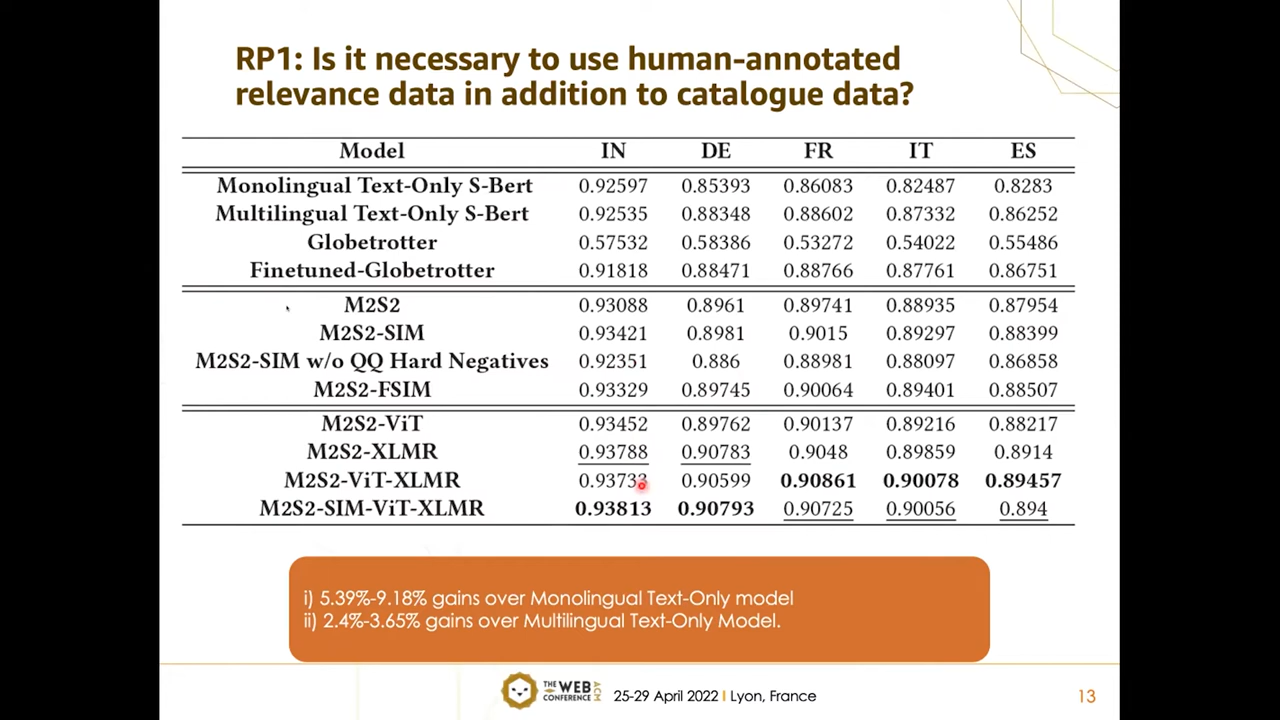 RP1: Is it necessary to use human-annotated
relevance data in addition to catalogue data?
Model IN DE FR IT ES
Monolingual Text-Only S-Bert 0.92597 0.85393 0.86083 0.82487 0.8283
Multilingual Text-Only S-Bert 0.92535 0.88348 0.88602 0.87332 0.86252
Globetrotter 0.57532 0.58386 0.53272 0.54022 0.55486
Finetuned-Globetrotter 0.91818 0.88471 0.88766 0.87761 0.86751
M2S2 0.93088 0.8961 0.89741 0.88935 0.87954
M2S2-SIM 0.93421 0.8981 0.9015 0.89297 0.88399
M2S2-SIM w/o QQ Hard Negatives 0.92351 0.886 0.88981 0.88097 0.86858
M2S2-FSIM 0.93329 0.89745 0.90064 0.89401 0.88507
M2S2-ViT 0.93452 0.89762 0.90137 0.89216 0.88217
M2S2-XLMR 0.93788 0.90783 0.9048 0.89859 0.8914
M2S2-ViT-XLMR 0.93733 0.90599 0.90861 0.90078 0.89457
M2S2-SIM-ViT-XLMR 0.93813 0.90793 0.90725 0.90056 0.894
i) 5.39%-9.18% gains over Monolingual Text-Only model
ii) 2.4%-3.65% gains over Multilingual Text-Only Model.
THE WEB CONFERENCE ACM 25-29 April 2022 I Lyon, France 13